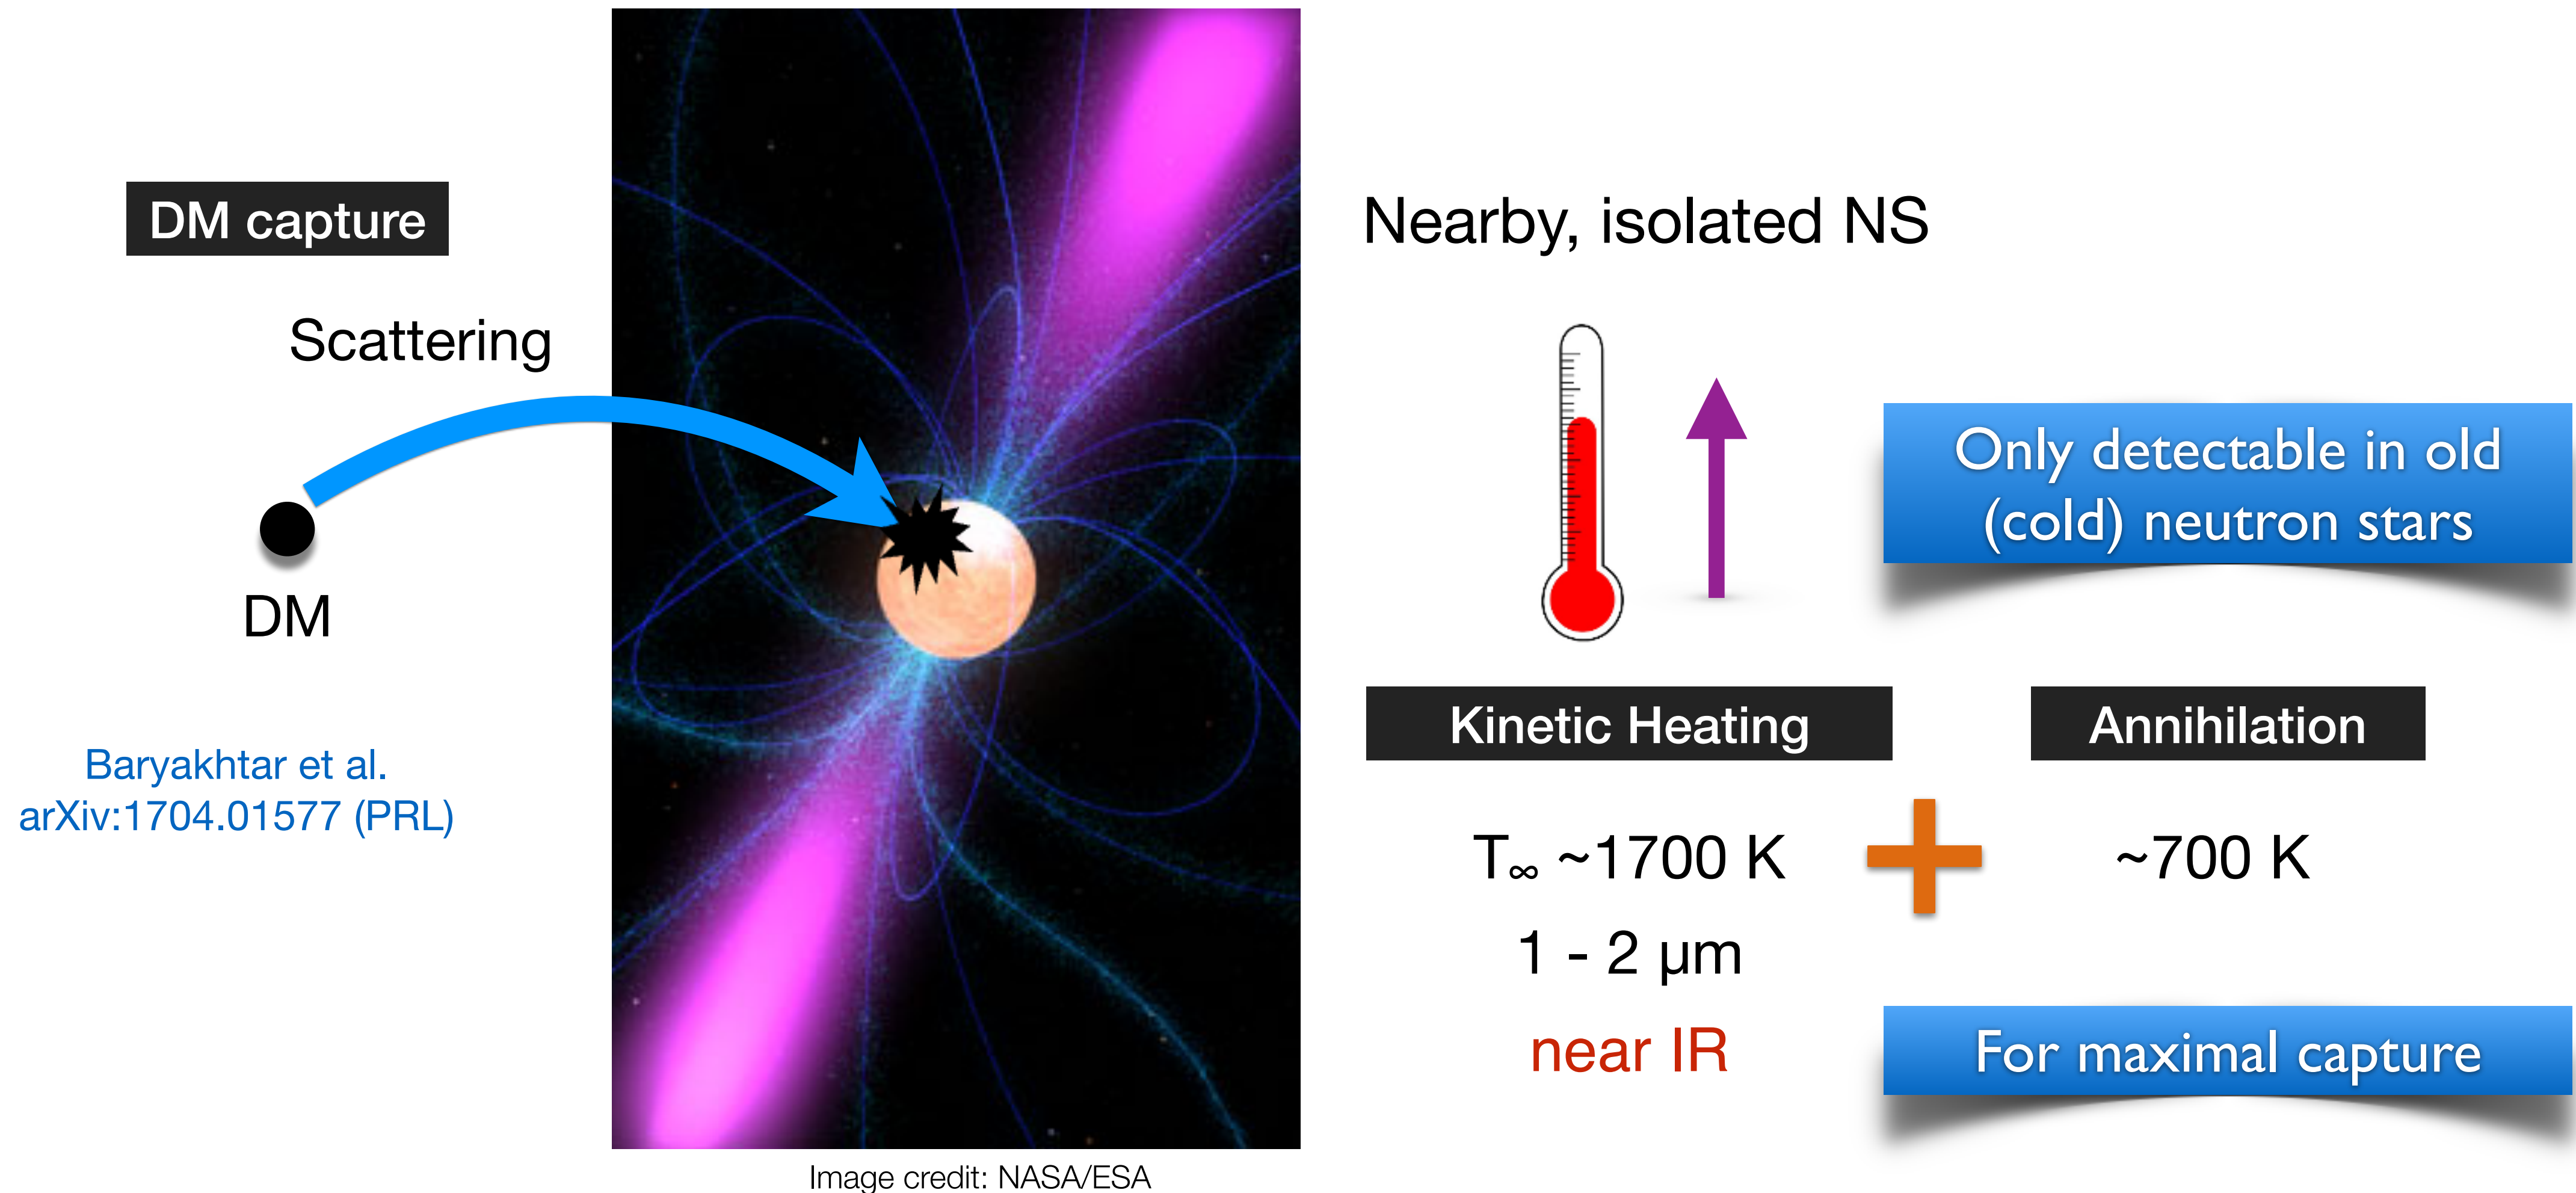 DM capture
Scattering
DM
Baryakhtar et al.
arXiv:1704.01577 (PRL)
Image credit: NASA/ESA
Nearby, isolated NS
Only detectable in old
(cold) neutron stars
Kinetic Heating
Annihilation
T∞ ~1700 K
~700 K
1 - 2 μm
near IR
For maximal capture